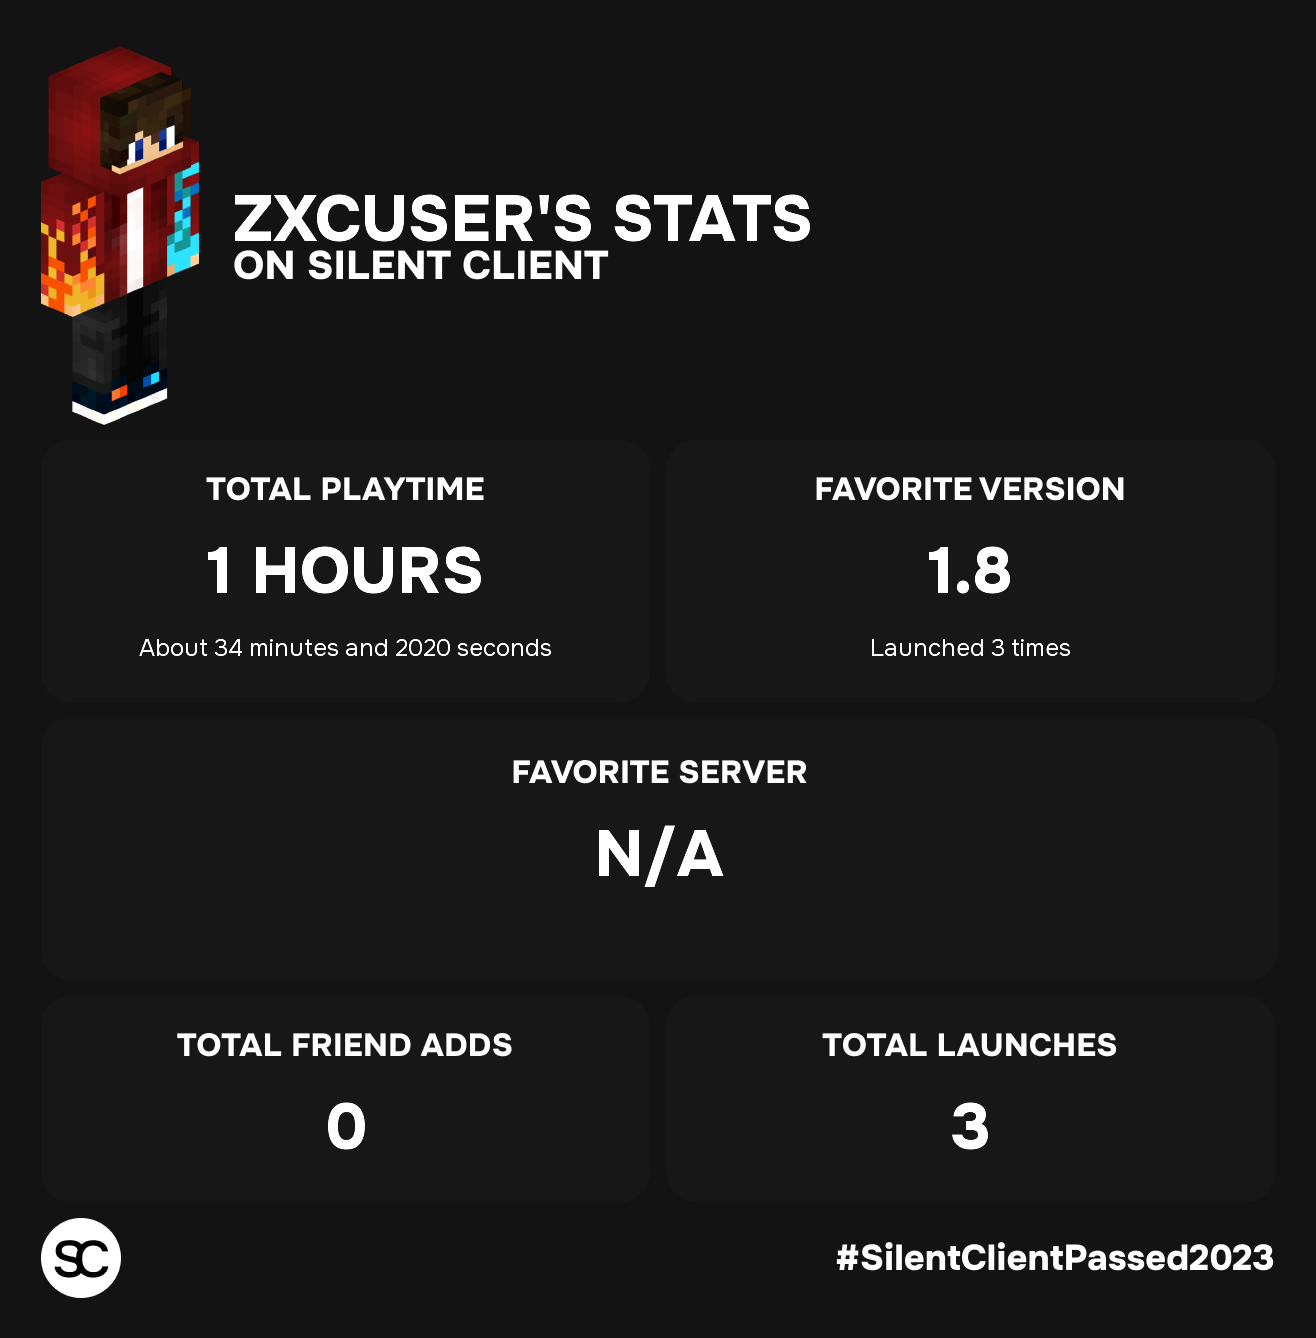 ZXCUSER'S STATS
ON SILENT CLIENT
TOTAL PLAYTIME
1 HOURS
About 34 minutes and 2020 seconds
FAVORITE VERSION
1.8
Launched 3 times
FAVORITE SERVER
N/A
TOTAL FRIEND ADDS
0
TOTAL LAUNCHES
3
SC
#SilentClientPassed2023